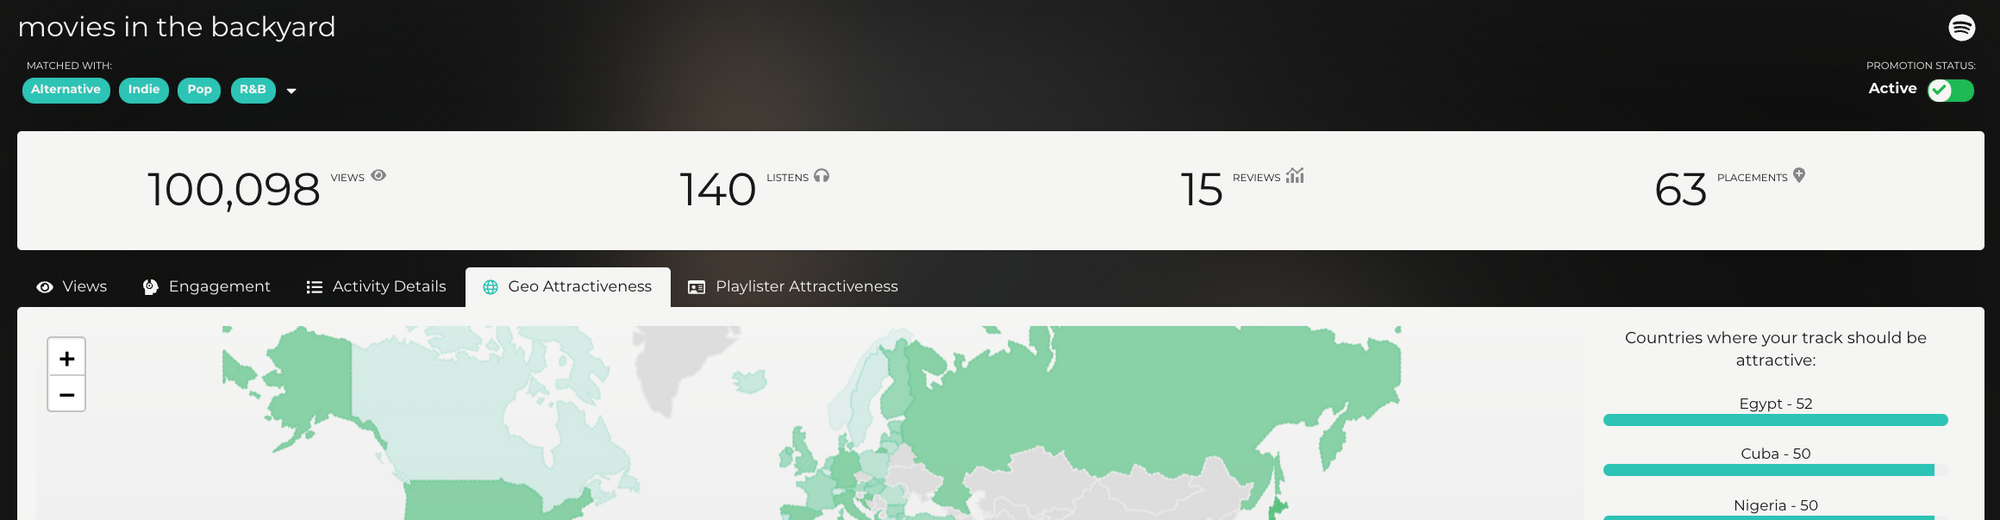 movies in the backyard
MATCHED WITH:
Alternative Indie Pop R&B
PROMOTION STATUS:
Active
100,098 VIEWS
140 LISTENS
15 REVIEWS
63 PLACEMENTS
Views Engagement Activity Details Geo Attractiveness Playlister Attractiveness
+
−
Countries where your track should be
attractive:
Egypt - 52
Cuba - 50
Nigeria - 50